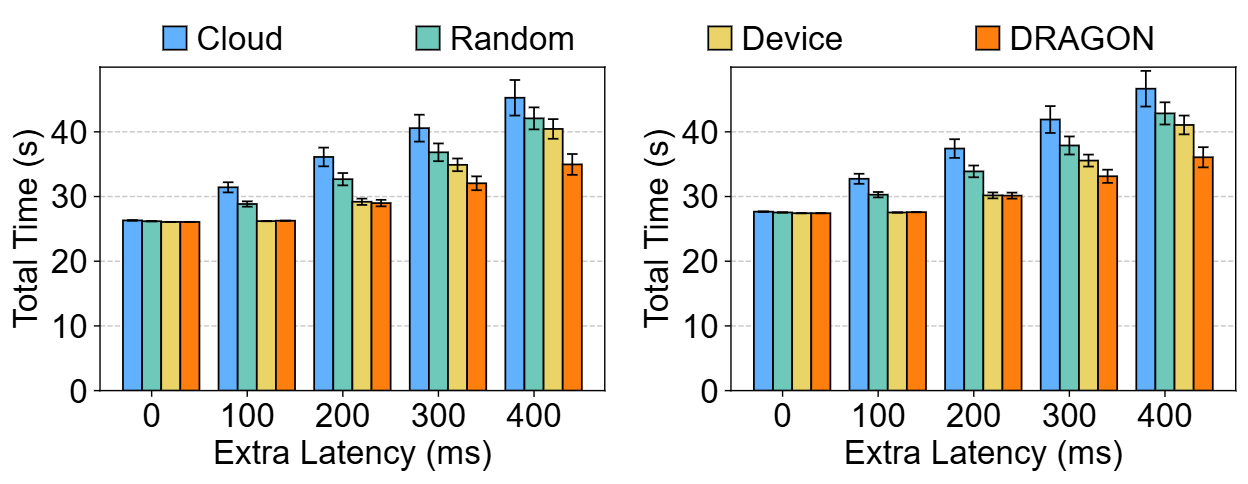 Cloud Random Device DRAGON
Total Time (s)
40
30
20
10
0
0 100 200 300 400
Extra Latency (ms)
Total Time (s)
40
30
20
10
0
0 100 200 300 400
Extra Latency (ms)